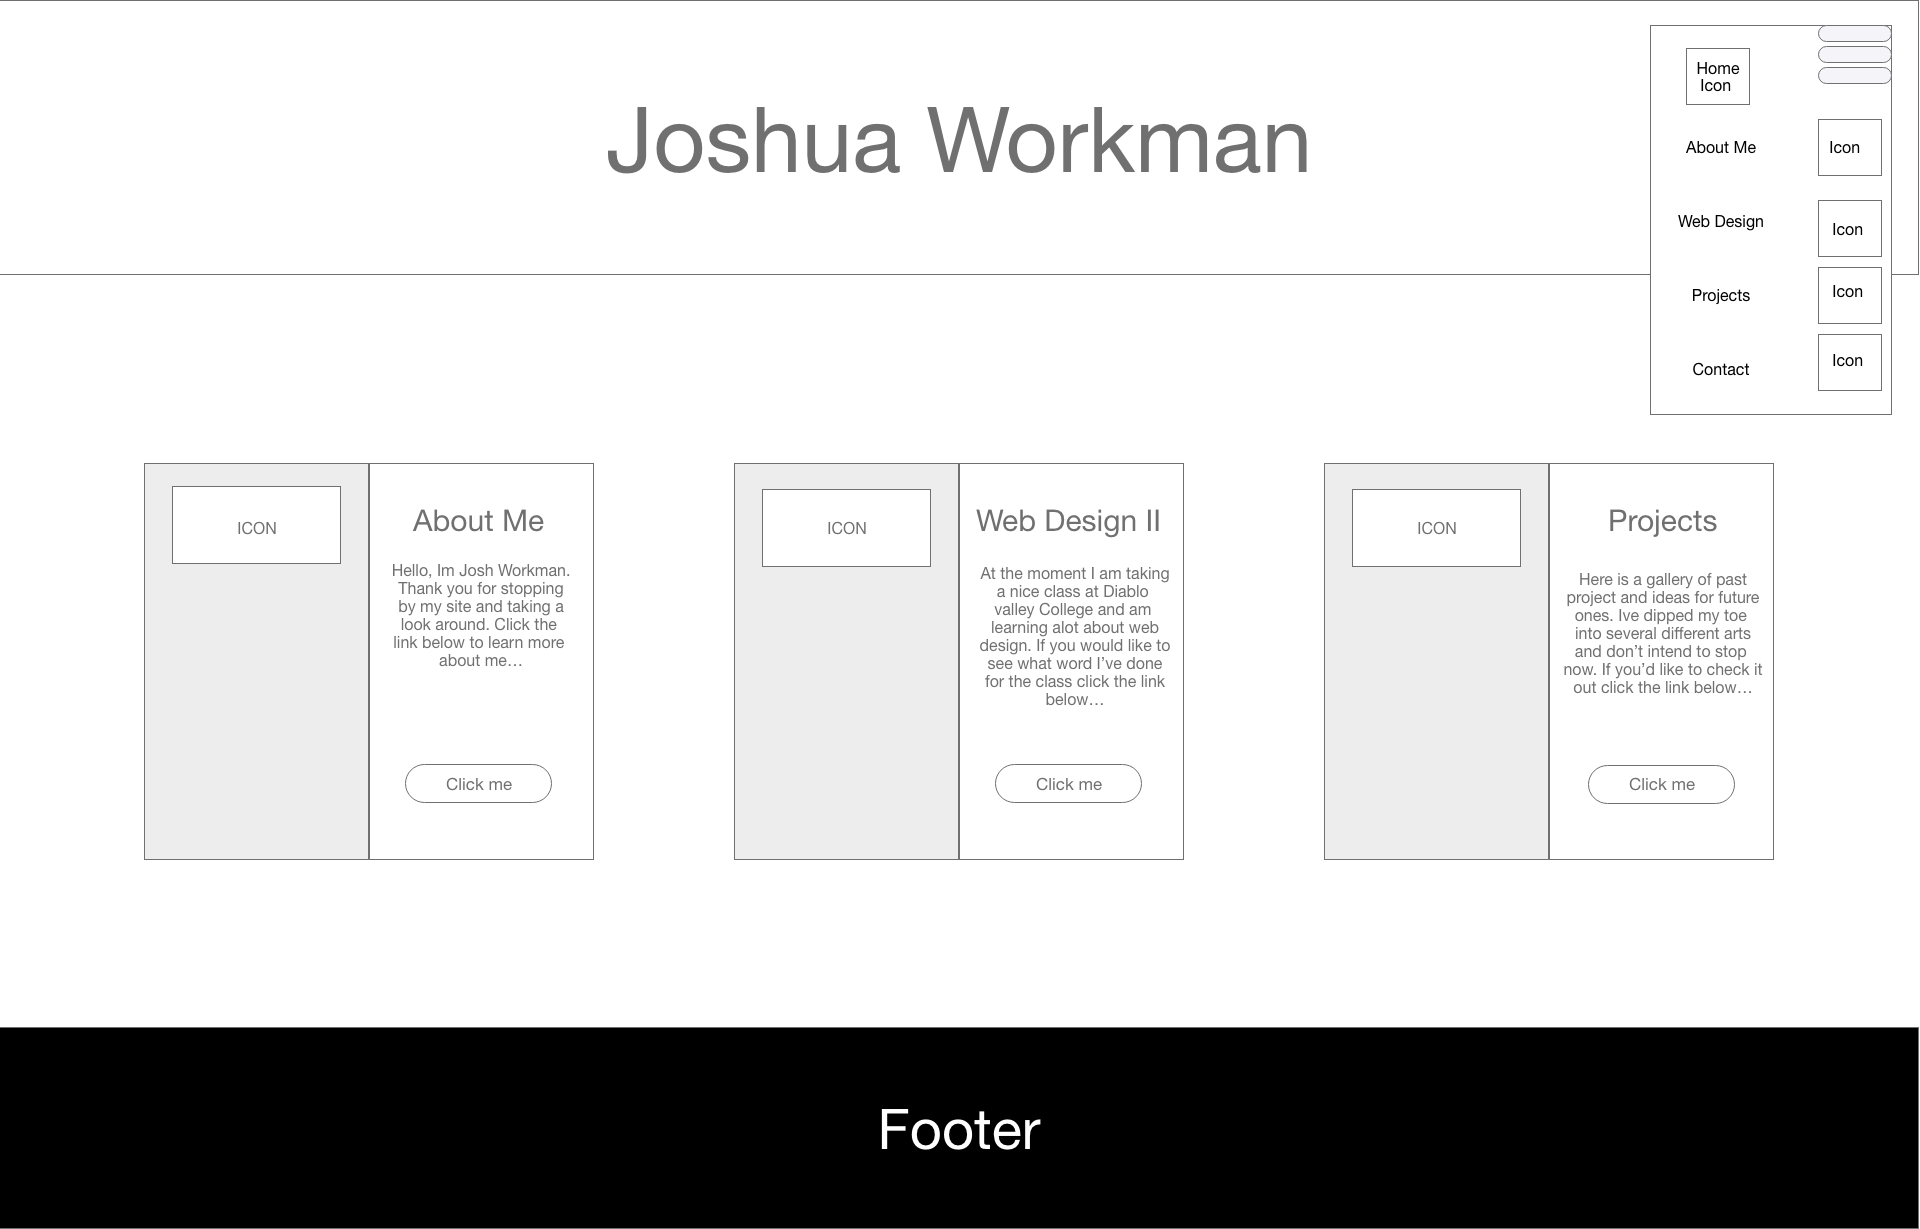 Joshua Workman
Home
Icon
About Me
Icon
Web Design
Icon
Projects
Icon
Contact
Icon
ICON
About Me
Hello, Im Josh Workman.
Thank you for stopping
by my site and taking a
look around. Click the
link below to learn more
about me…
Click me
ICON
Web Design II
At the moment I am taking
a nice class at Diablo
valley College and am
learning alot about web
design. If you would like to
see what word I’ve done
for the class click the link
below…
Click me
ICON
Projects
Here is a gallery of past
project and ideas for future
ones. Ive dipped my toe
into several different arts
and don’t intend to stop
now. If you’d like to check it
out click the link below…
Click me
Footer